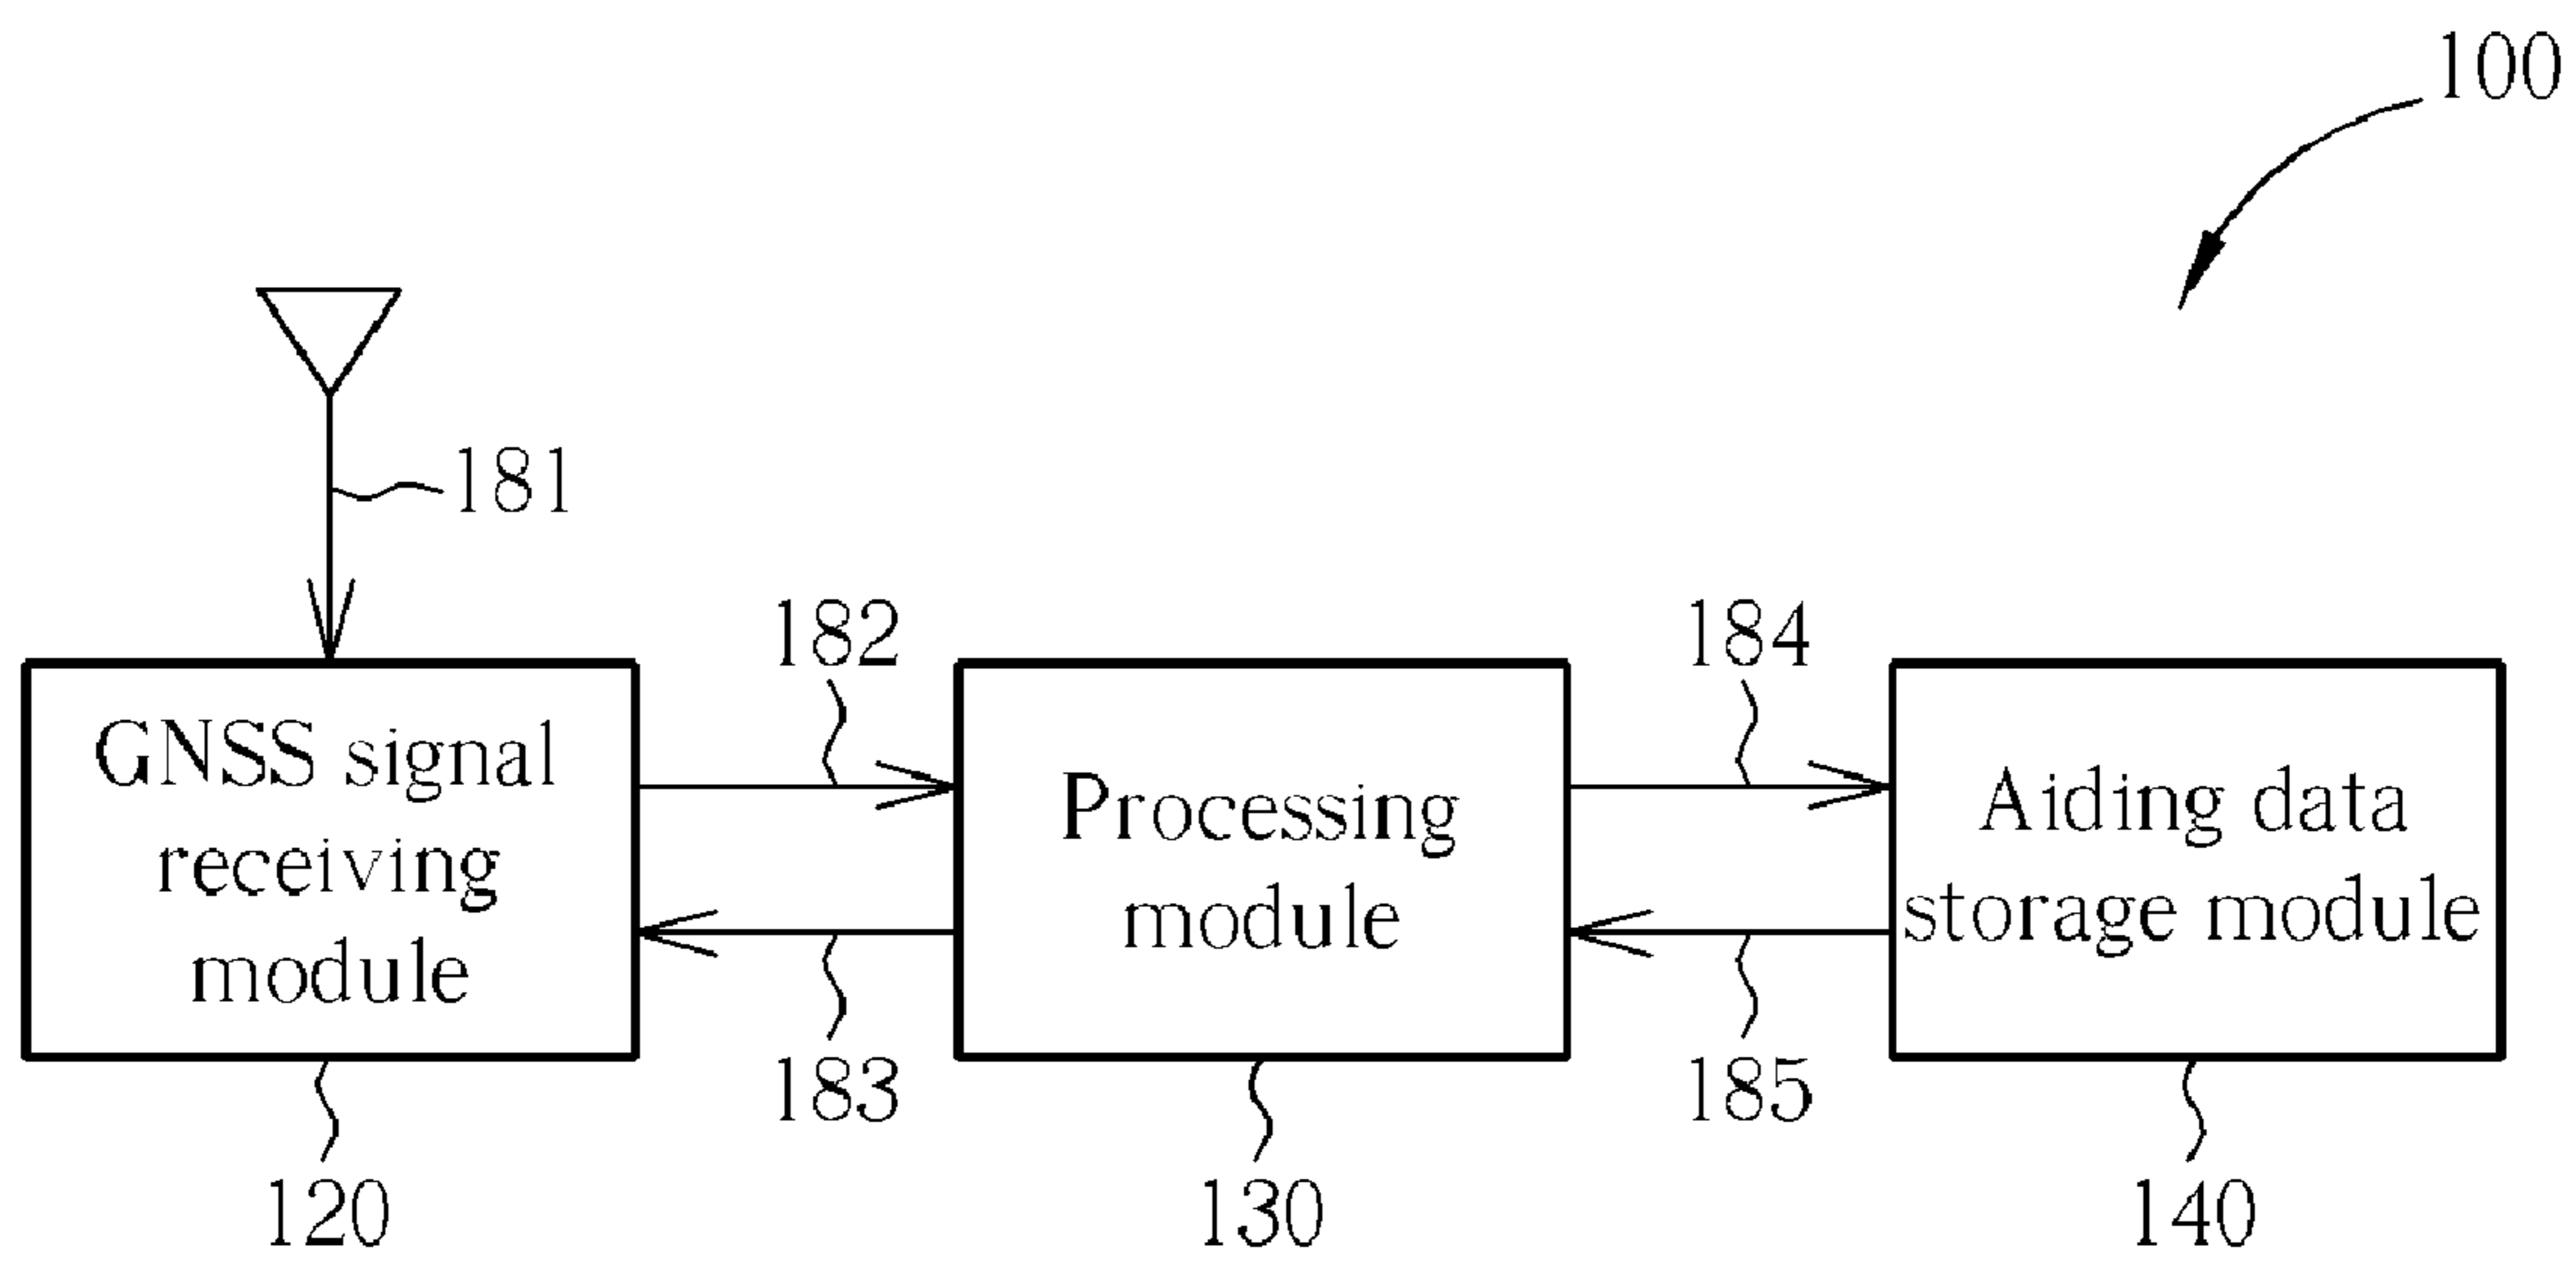 100
181
182
184
GNSS signal
receiving
module
Processing
module
Aiding data
storage module
183
185
120
130
140